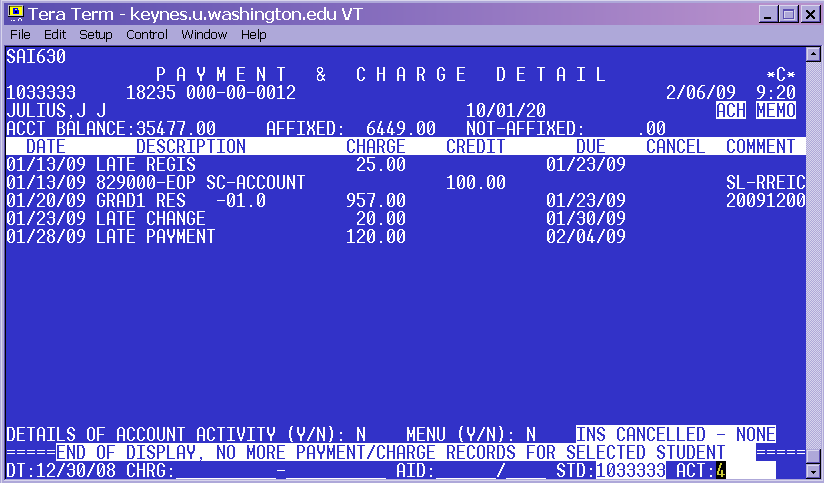 Tera Term - keynes.u.washington.edu VT
File Edit Setup Control Window Help
SAI630
P A Y M E N T & C H A R G E D E T A I L *C*
1033333 18235 000-00-0012 2/06/09 9:20
JULIUS,J J 10/01/20 ACH MEMO
ACCT BALANCE:35477.00 AFFIXED: 6449.00 NOT-AFFIXED: .00
DATE DESCRIPTION CHARGE CREDIT DUE CANCEL COMMENT
01/13/09 LATE REGIS 25.00 01/23/09
01/13/09 829000-EOP SC-ACCOUNT 100.00 SL-RREIC
01/20/09 GRAD1 RES -01.0 957.00 01/23/09 20091200
01/23/09 LATE CHANGE 20.00 01/30/09
01/28/09 LATE PAYMENT 120.00 02/04/09
DETAILS OF ACCOUNT ACTIVITY (Y/N): N MENU (Y/N): N INS CANCELLED - NONE
=====END OF DISPLAY, NO MORE PAYMENT/CHARGE RECORDS FOR SELECTED STUDENT =====
DT:12/30/08 CHRG:__________-_____ AID:______/____ STD:1033333 ACT:4